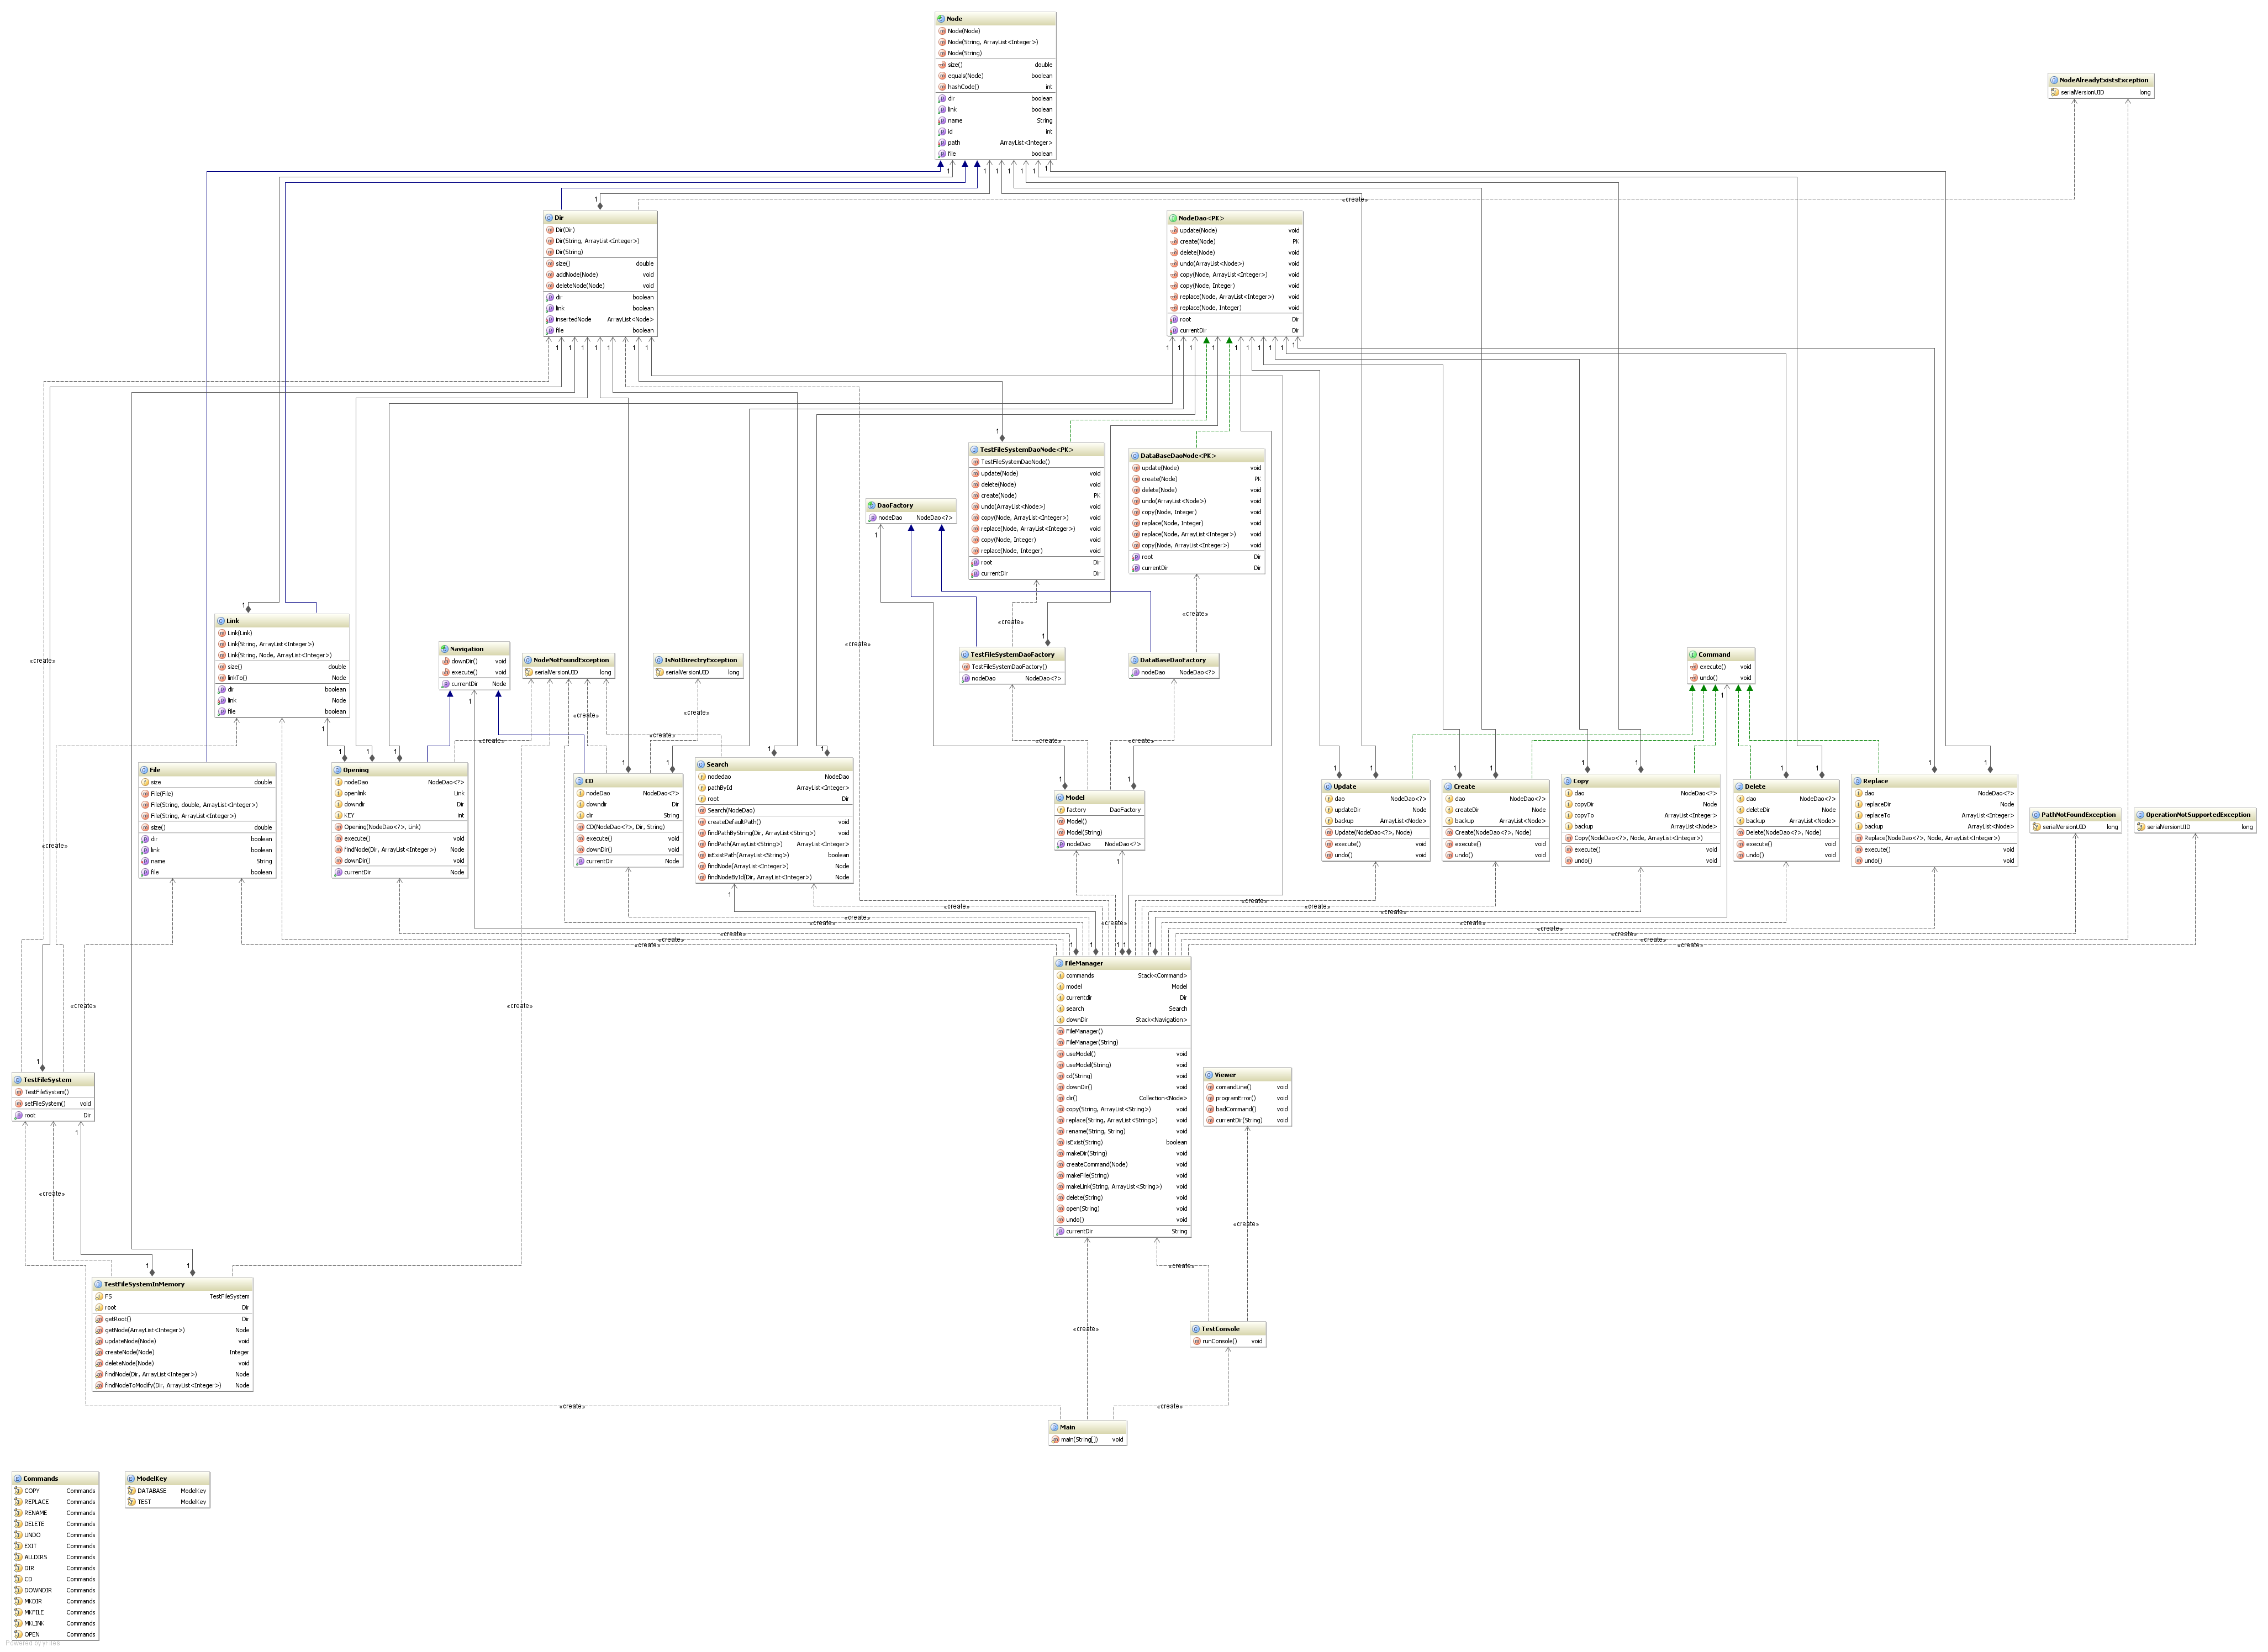 Node
Node(Node)
Node(String, ArrayList<Integer>)
Node(String)
size() double
equals(Node) boolean
hashCode() int
dir boolean
link boolean
name String
id int
path ArrayList<Integer>
file boolean
NodeAlreadyExistsException
serialVersionUID long
Dir
Dir(Dir)
Dir(String, ArrayList<Integer>)
Dir(String)
size() double
addNode(Node) void
deleteNode(Node) void
dir boolean
link boolean
insertedNode ArrayList<Node>
file boolean
NodeDao<PK>
update(Node) void
create(Node) PK
delete(Node) void
undo(ArrayList<Node>) void
copy(Node, ArrayList<Integer>) void
copy(Node, Integer) void
replace(Node, ArrayList<Integer>) void
replace(Node, Integer) void
root Dir
currentDir Dir
TestFileSystemDaoNode<PK>
TestFileSystemDaoNode()
update(Node) void
delete(Node) void
create(Node) PK
undo(ArrayList<Node>) void
copy(Node, ArrayList<Integer>) void
replace(Node, ArrayList<Integer>) void
copy(Node, Integer) void
replace(Node, Integer) void
root Dir
currentDir Dir
DataBaseDaoNode<PK>
update(Node) void
create(Node) PK
delete(Node) void
undo(ArrayList<Node>) void
copy(Node, Integer) void
replace(Node, Integer) void
replace(Node, ArrayList<Integer>) void
copy(Node, ArrayList<Integer>) void
root Dir
currentDir Dir
DaoFactory
nodeDao NodeDao<?>
Link
Link(Link)
Link(String, ArrayList<Integer>)
Link(String, Node, ArrayList<Integer>)
size() double
linkTo() Node
dir boolean
link Node
file boolean
Navigation
downDir() void
execute() void
currentDir Node
NodeNotFoundException
serialVersionUID long
IsNotDirectryException
serialVersionUID long
TestFileSystemDaoFactory
TestFileSystemDaoFactory()
nodeDao NodeDao<?>
DataBaseDaoFactory
nodeDao NodeDao<?>
Command
execute() void
undo() void
File
size double
File(File)
File(String, double, ArrayList<Integer>)
File(String, ArrayList<Integer>)
size() double
dir boolean
link boolean
name String
file boolean
Opening
nodeDao NodeDao<?>
openlink Link
downdir Dir
KEY int
Opening(NodeDao<?>, Link)
execute() void
findNode(Dir, ArrayList<Integer>) Node
downDir() void
currentDir Node
CD
nodeDao NodeDao<?>
downdir Dir
dir String
CD(NodeDao<?>, Dir, String)
execute() void
downDir() void
currentDir Node
Search
nodedao NodeDao
pathById ArrayList<Integer>
root Dir
Search(NodeDao)
createDefaultPath() void
findPathByString(Dir, ArrayList<String>) void
findPath(ArrayList<String>) ArrayList<Integer>
isExistPath(ArrayList<String>) boolean
findNode(ArrayList<Integer>) Node
findNodeById(Dir, ArrayList<Integer>) Node
Model
factory DaoFactory
Model()
Model(String)
nodeDao NodeDao<?>
Update
dao NodeDao<?>
updateDir Node
backup ArrayList<Node>
Update(NodeDao<?>, Node)
execute() void
undo() void
Create
dao NodeDao<?>
createDir Node
backup ArrayList<Node>
Create(NodeDao<?>, Node)
execute() void
undo() void
Copy
dao NodeDao<?>
copyDir Node
copyTo ArrayList<Integer>
backup ArrayList<Node>
Copy(NodeDao<?>, Node, ArrayList<Integer>)
execute() void
undo() void
Delete
dao NodeDao<?>
deleteDir Node
backup ArrayList<Node>
Delete(NodeDao<?>, Node)
execute() void
undo() void
Replace
dao NodeDao<?>
replaceDir Node
replaceTo ArrayList<Integer>
backup ArrayList<Node>
Replace(NodeDao<?>, Node, ArrayList<Integer>)
execute() void
undo() void
PathNotFoundException
serialVersionUID long
OperationNotSupportedException
serialVersionUID long
FileManager
commands Stack<Command>
model Model
currentdir Dir
search Search
downDir Stack<Navigation>
FileManager()
FileManager(String)
useModel() void
useModel(String) void
cd(String) void
downDir() void
dir() Collection<Node>
copy(String, ArrayList<String>) void
replace(String, ArrayList<String>) void
rename(String, String) void
isExist(String) boolean
makeDir(String) void
createCommand(Node) void
makeFile(String) void
makeLink(String, ArrayList<String>) void
delete(String) void
open(String) void
undo() void
currentDir String
TestFileSystem
TestFileSystem()
setFileSystem() void
root Dir
Viewer
comandLine() void
programError() void
badCommand() void
currentDir(String) void
TestFileSystemInMemory
FS TestFileSystem
root Dir
getRoot() Dir
getNode(ArrayList<Integer>) Node
updateNode(Node) void
createNode(Node) Integer
deleteNode(Node) void
findNode(Dir, ArrayList<Integer>) Node
findNodeToModify(Dir, ArrayList<Integer>) Node
TestConsole
runConsole() void
Main
main(String[]) void
Commands
COPY Commands
REPLACE Commands
RENAME Commands
DELETE Commands
UNDO Commands
EXIT Commands
ALLDIRS Commands
DIR Commands
CD Commands
DOWNDIR Commands
MKDIR Commands
MKFILE Commands
MKLINK Commands
OPEN Commands
ModelKey
DATABASE ModelKey
TEST ModelKey
«create»
Powered by yFiles